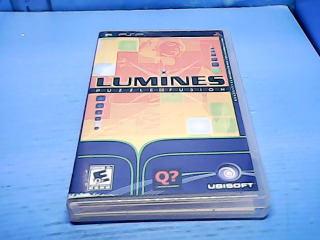 PSP
LUMINES
PUZZLE FUSION
E
Q?
UBISOFT